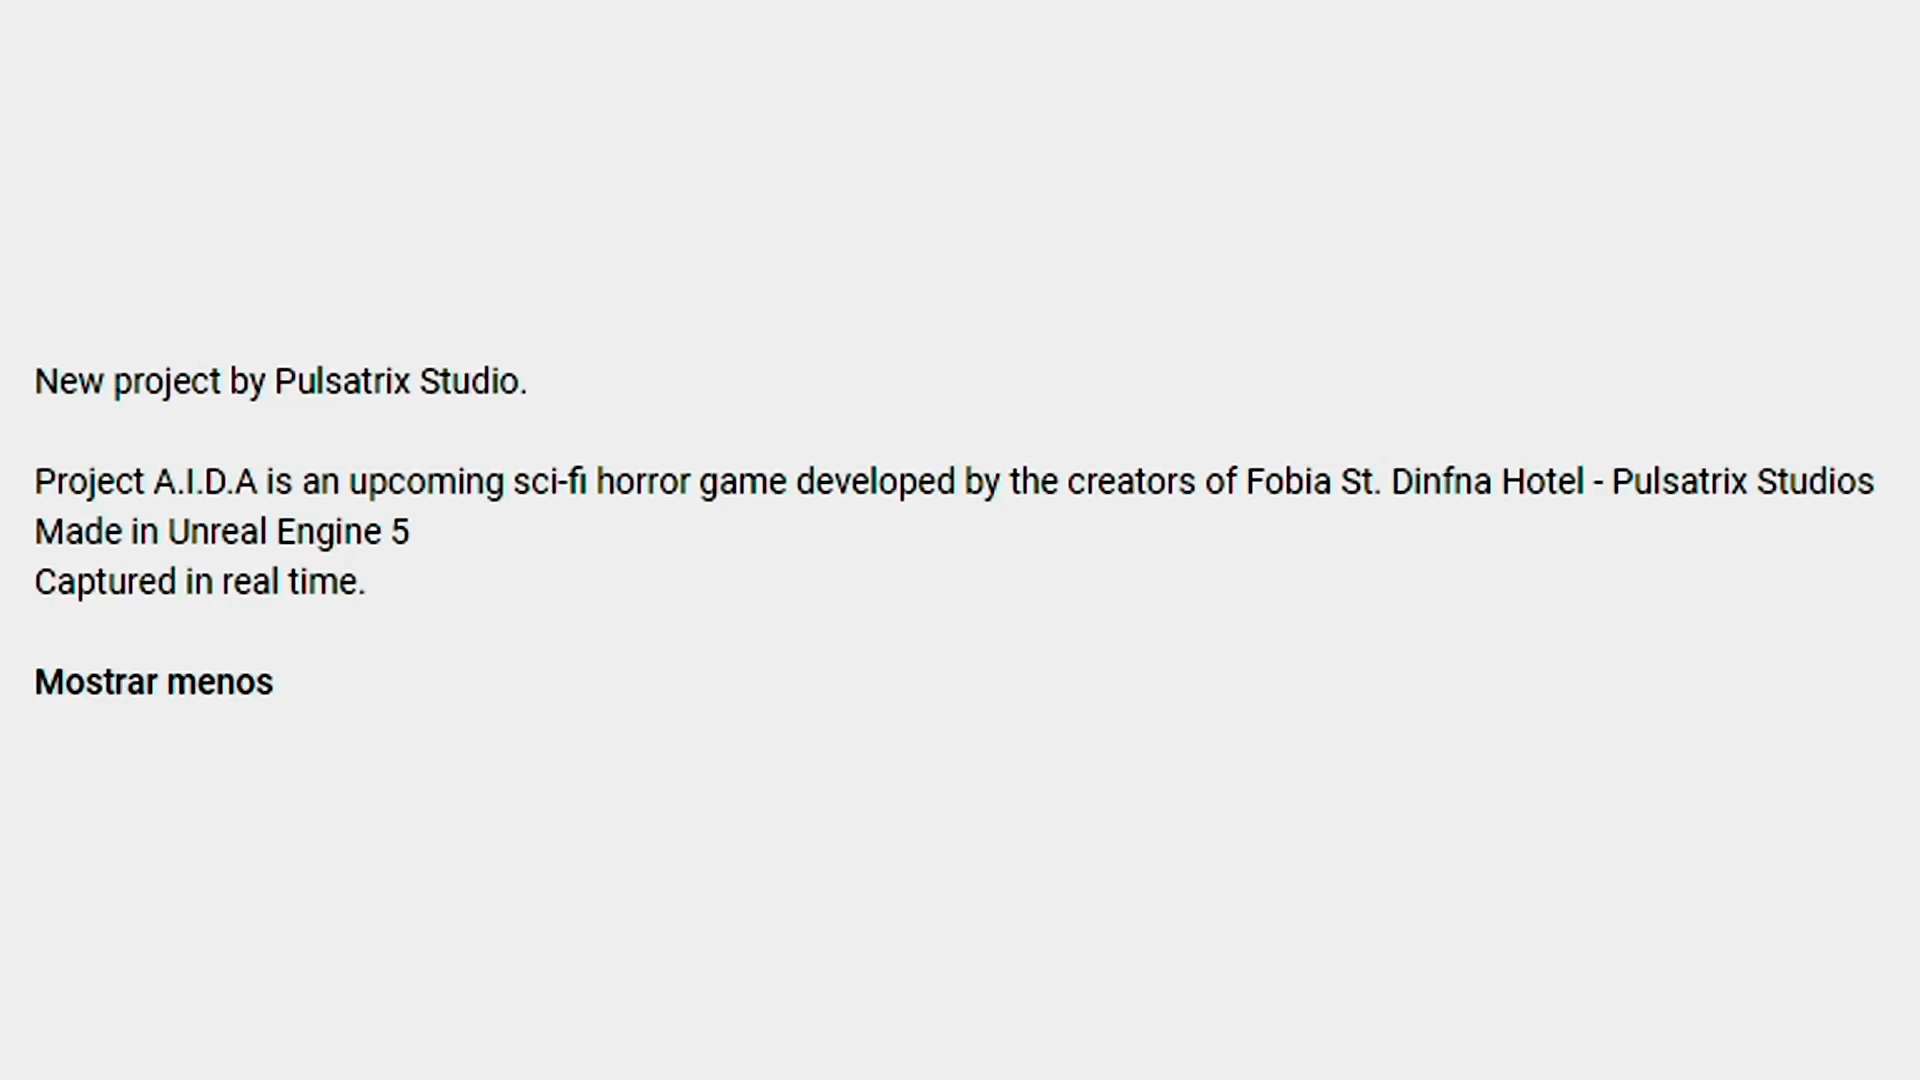 New project by Pulsatrix Studio.
Project A.I.D.A is an upcoming sci-fi horror game developed by the creators of Fobia St. Dinfna Hotel - Pulsatrix Studios
Made in Unreal Engine 5
Captured in real time.
Mostrar menos